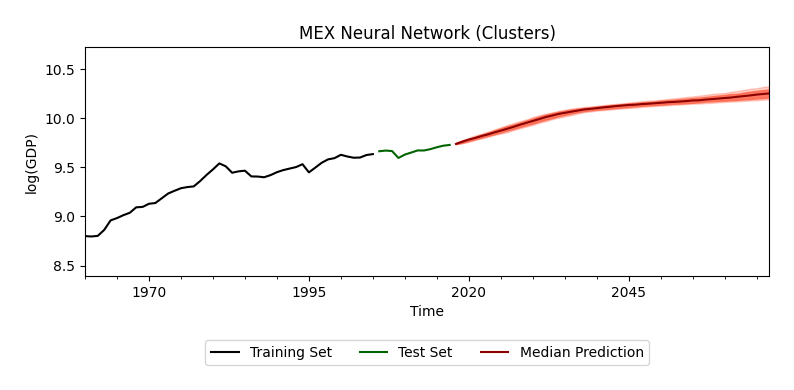 MEX Neural Network (Clusters)
10.5
10.0
9.5
9.0
8.5
log(GDP)
1970 1995 2020 2045
Time
Training Set Test Set Median Prediction